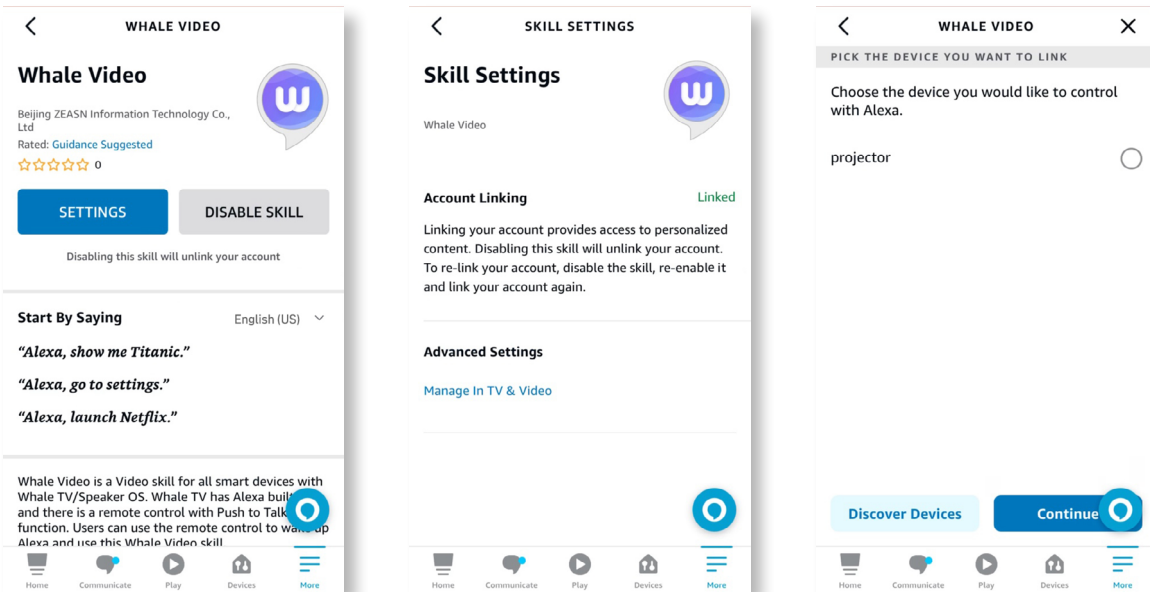 WHALE VIDEO
Whale Video
Beijing ZEASN Information Technology Co.,
Ltd
Rated: Guidance Suggested
0
SETTINGS
DISABLE SKILL
Disabling this skill will unlink your account
Start By Saying
English (US)
“Alexa, show me Titanic.”
“Alexa, go to settings.”
“Alexa, launch Netflix.”
Whale Video is a Video skill for all smart devices with
Whale TV/Speaker OS. Whale TV has Alexa buil
and there is a remote control with Push to Talk
function. Users can use the remote control to wake up
Alexa and use this Whale Video skill
Home
Communicate
Play
Devices
More
SKILL SETTINGS
Skill Settings
Whale Video
Account Linking
Linked
Linking your account provides access to personalized
content. Disabling this skill will unlink your account.
To re-link your account, disable the skill, re-enable it
and link your account again.
Advanced Settings
Manage In TV & Video
Home
Communicate
Play
Devices
More
WHALE VIDEO
PICK THE DEVICE YOU WANT TO LINK
Choose the device you would like to control
with Alexa.
projector
Discover Devices
Continue
Home
Communicate
Play
Devices
More